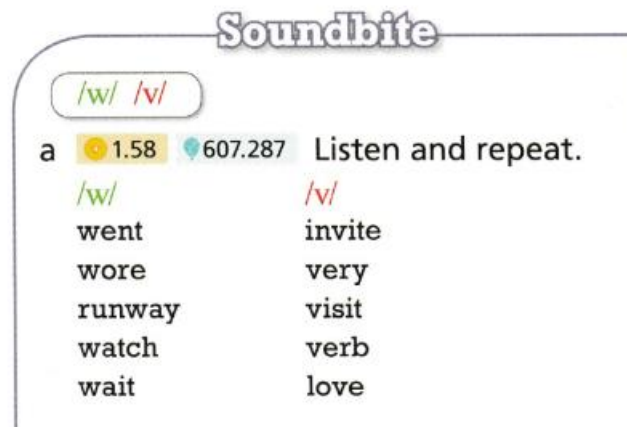 Soundbite
/w/ /v/
a 1.58 607.287 Listen and repeat.
/w/ /v/
went invite
wore very
runway visit
watch verb
wait love